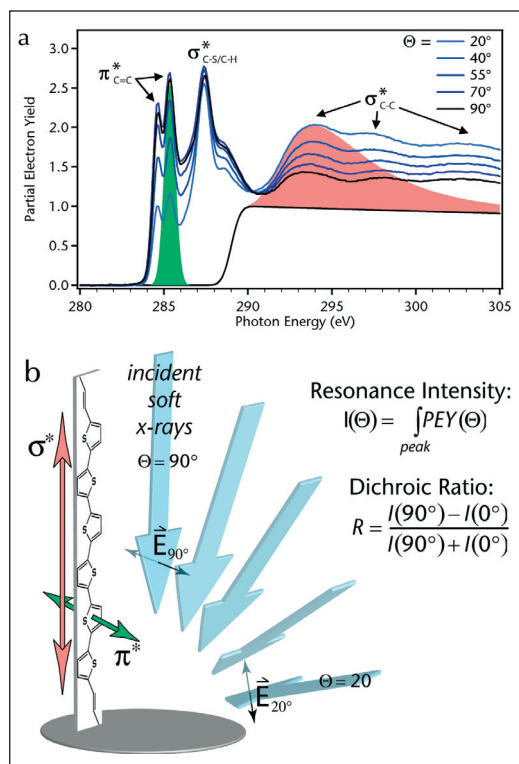 a
3.0
2.5
2.0
1.5
1.0
0.5
0.0
Partial Electron Yield
π* C=C
σ* C-S/C-H
σ* C-C
Θ = 20°
40°
55°
70°
90°
280 285 290 295 300 305
Photon Energy (eV)
b
incident
soft
x-rays
Θ = 90°
Resonance Intensity:
I(Θ) = ∫PEY(Θ)
peak
Dichroic Ratio:
R = I(90°) – I(0°)
I(90°) + I(0°)
σ*
E 90°
π*
E 20°
Θ = 20
S
S
S
S
S
S